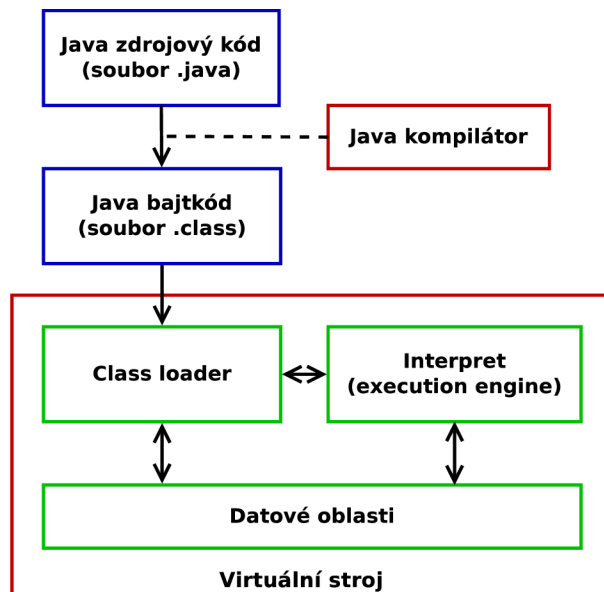 Java zdrojový kód
(soubor .java)
Java kompilátor
Java bajtkód
(soubor .class)
Class loader
Interpret
(execution engine)
Datové oblasti
Virtuální stroj